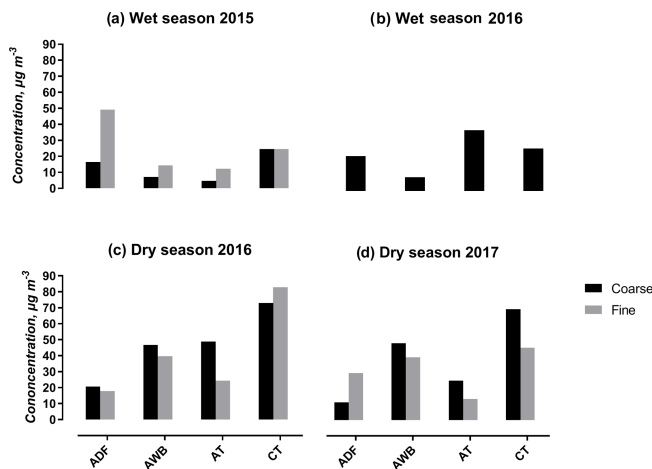 (a) Wet season 2015
(b) Wet season 2016
Concentration, µg m-3
90
80
70
60
50
40
30
20
10
0
(c) Dry season 2016
(d) Dry season 2017
Cononcentration, µg m-3
90
80
70
60
50
40
30
20
10
0
Coarse
Fine
ADF AWB AT CT ADF AWB AT CT